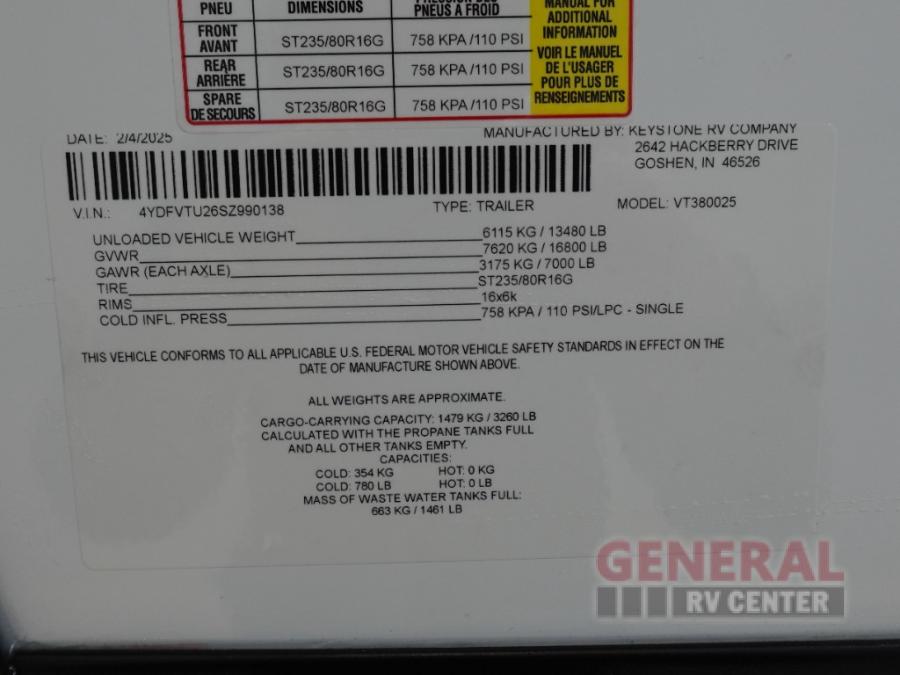 PNEU DIMENSIONS PNEUS A FROID
FRONT AVANT ST235/80R16G 758 KPA /110 PSI
REAR ARRIÈRE ST235/80R16G 758 KPA /110 PSI
SPARE DE SECOURS ST235/80R16G 758 KPA /110 PSI
MANUAL FOR
ADDITIONAL
INFORMATION
VOIR LE MANUEL
DE L'USAGER
POUR PLUS DE
RENSEIGNEMENTS
DATE: 2/4/2025 MANUFACTURED BY: KEYSTONE RV COMPANY
2642 HACKBERRY DRIVE
GOSHEN, IN 46526
V.I.N.: 4YDFVTU26SZ990138 TYPE: TRAILER MODEL: VT380025
UNLOADED VEHICLE WEIGHT 6115 KG / 13480 LB
GVWR 7620 KG / 16800 LB
GAWR (EACH AXLE) 3175 KG / 7000 LB
TIRE ST235/80R16G
RIMS 16x6k
COLD INFL. PRESS 758 KPA / 110 PSI/LPC - SINGLE
THIS VEHICLE CONFORMS TO ALL APPLICABLE U.S. FEDERAL MOTOR VEHICLE SAFETY STANDARDS IN EFFECT ON THE
DATE OF MANUFACTURE SHOWN ABOVE.
ALL WEIGHTS ARE APPROXIMATE.
CARGO-CARRYING CAPACITY: 1479 KG / 3260 LB
CALCULATED WITH THE PROPANE TANKS FULL
AND ALL OTHER TANKS EMPTY.
CAPACITIES:
COLD: 354 KG HOT: 0 KG
COLD: 780 LB HOT: 0 LB
MASS OF WASTE WATER TANKS FULL:
663 KG / 1461 LB
GENERAL
RV CENTER